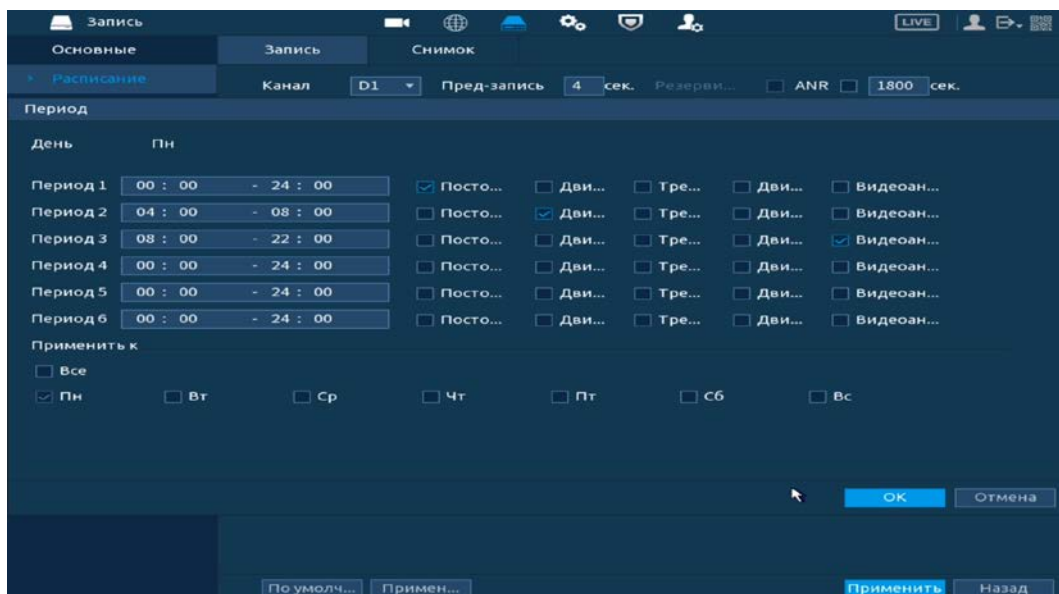 Запись LIVE
Основные Запись Снимок
Расписание Канал D1 Пред-запись 4 сек. Резерви... ANR 1800 сек.
Период
День Пн
Период 1 00 : 00 - 24 : 00 Посто... Дви... Тре... Дви... Видеоан...
Период 2 04 : 00 - 08 : 00 Посто... Дви... Тре... Дви... Видеоан...
Период 3 08 : 00 - 22 : 00 Посто... Дви... Тре... Дви... Видеоан...
Период 4 00 : 00 - 24 : 00 Посто... Дви... Тре... Дви... Видеоан...
Период 5 00 : 00 - 24 : 00 Посто... Дви... Тре... Дви... Видеоан...
Период 6 00 : 00 - 24 : 00 Посто... Дви... Тре... Дви... Видеоан...
Применить к
Все
Пн Вт Ср Чт Пт Сб Вс
OK Отмена
По умолч... Примен... Применить Назад